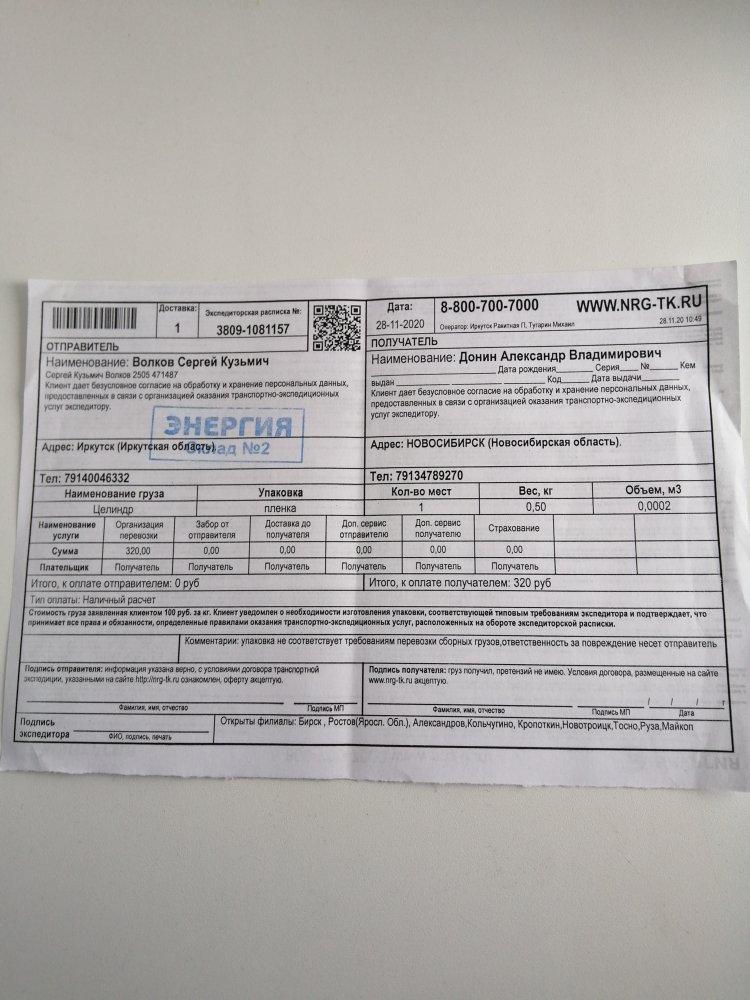 Доставка:
1
Экспедиторская расписка №:
3809-1081157
Дата:
28-11-2020
8-800-700-7000
WWW.NRG-TK.RU
Оператор: Иркутск Ракитная П, Тугарин Михаил
28.11.20 10:49
ОТПРАВИТЕЛЬ
Наименование: Волков Сергей Кузьмич
Сергей Кузьмич Волков 2505 471487
Клиент дает безусловное согласие на обработку и хранение персональных данных,
предоставленных в связи с организацией оказания транспортно-экспедиционных
услуг экспедитору.
ЭНЕРГИЯ
Склад №2
Адрес: Иркутск (Иркутская область)
Тел: 79140046332
ПОЛУЧАТЕЛЬ
Наименование: Донин Александр Владимирович
Дата рождения Серия № Кем
выдан Код Дата выдачи
Клиент дает безусловное согласие на обработку и хранение персональных данных,
предоставленных в связи с организацией оказания транспортно-экспедиционных
услуг экспедитору.
Адрес: НОВОСИБИРСК (Новосибирская область).
Тел: 79134789270
Наименование груза Упаковка Кол-во мест Вес, кг Объем, м3
Целиндр пленка 1 0,50 0,0002
Наименование услуги Организация перевозки Забор от отправителя Доставка до получателя Доп. сервис отправителю Доп. сервис получателю Страхование
Сумма 320,00 0,00 0,00 0,00 0,00 0,00
Плательщик Получатель Получатель Получатель Получатель Получатель Получатель
Итого, к оплате отправителем: 0 руб Итого, к оплате получателем: 320 руб
Тип оплаты: Наличный расчет
Стоимость груза заявленная клиентом 100 руб. за кг. Клиент уведомлен о необходимости изготовления упаковки, соответствующей типовым требованиям экспедитора и подтверждает, что
принимает все права и обязанности, определенные правилами оказания транспортно-экспедиционных услуг, расположенных на обороте экспедиторской расписки.
Комментарии: упаковка не соответствует требованиям перевозки сборных грузов,ответственность за повреждение несет отправитель
Подпись отправителя: информация указана верно, с условиями договора транспортной
экспедиции, указанными на сайте http://nrg-tk.ru ознакомлен, оферту акцептую.
Фамилия, имя, отчество Подпись МП
Подпись получателя: груз получил, претензий не имею. Условия договора, размещенные на сайте
www.nrg-tk.ru акцептую.
/ / / г
Фамилия, имя, отчество Подпись МП Дата
Подпись
экспедитора
ФИО, подпись, печать
Открыты филиалы: Бирск , Ростов(Яросл. Обл.), Александров,Кольчугино, Кропоткин,Новотроицк,Тосно,Руза,Майкоп